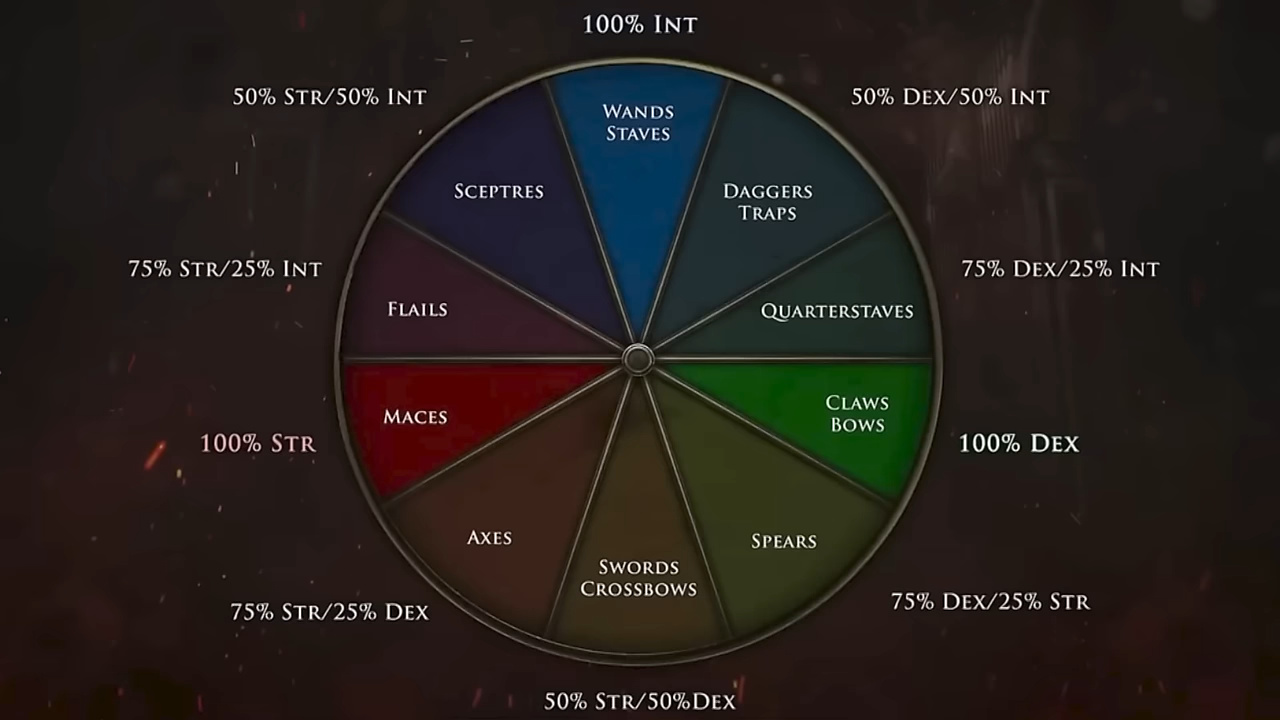 100% Int
50% Str/50% Int
50% Dex/50% Int
Wands
Staves
Sceptres
Daggers
Traps
75% Str/25% Int
75% Dex/25% Int
Flails
Quarterstaves
Maces
Claws
Bows
100% Str
100% Dex
Axes
Spears
Swords
Crossbows
75% Str/25% Dex
75% Dex/25% Str
50% Str/50%Dex